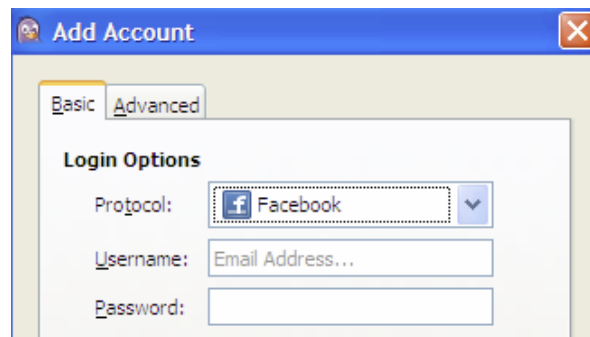 Add Account
Basic Advanced
Login Options
Protocol: Facebook
Username: Email Address...
Password: